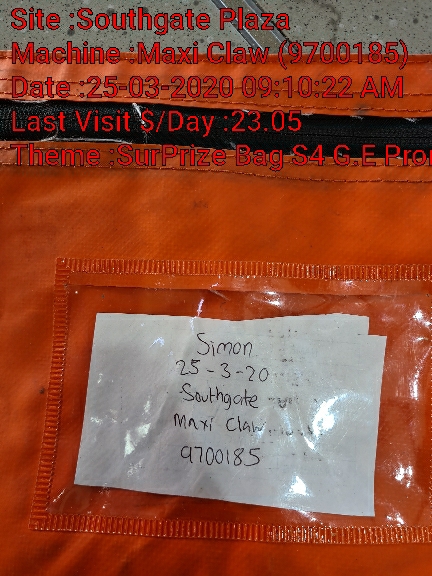 Site :Southgate Plaza
Machine :Maxi Claw (9700185)
Date :25-03-2020 09:10:22 AM
Last Visit $/Day :23.05
Theme :SurPrize Bag S4 G,E Pro
Simon
25-3-20
Southgate
Maxi Claw
9700185